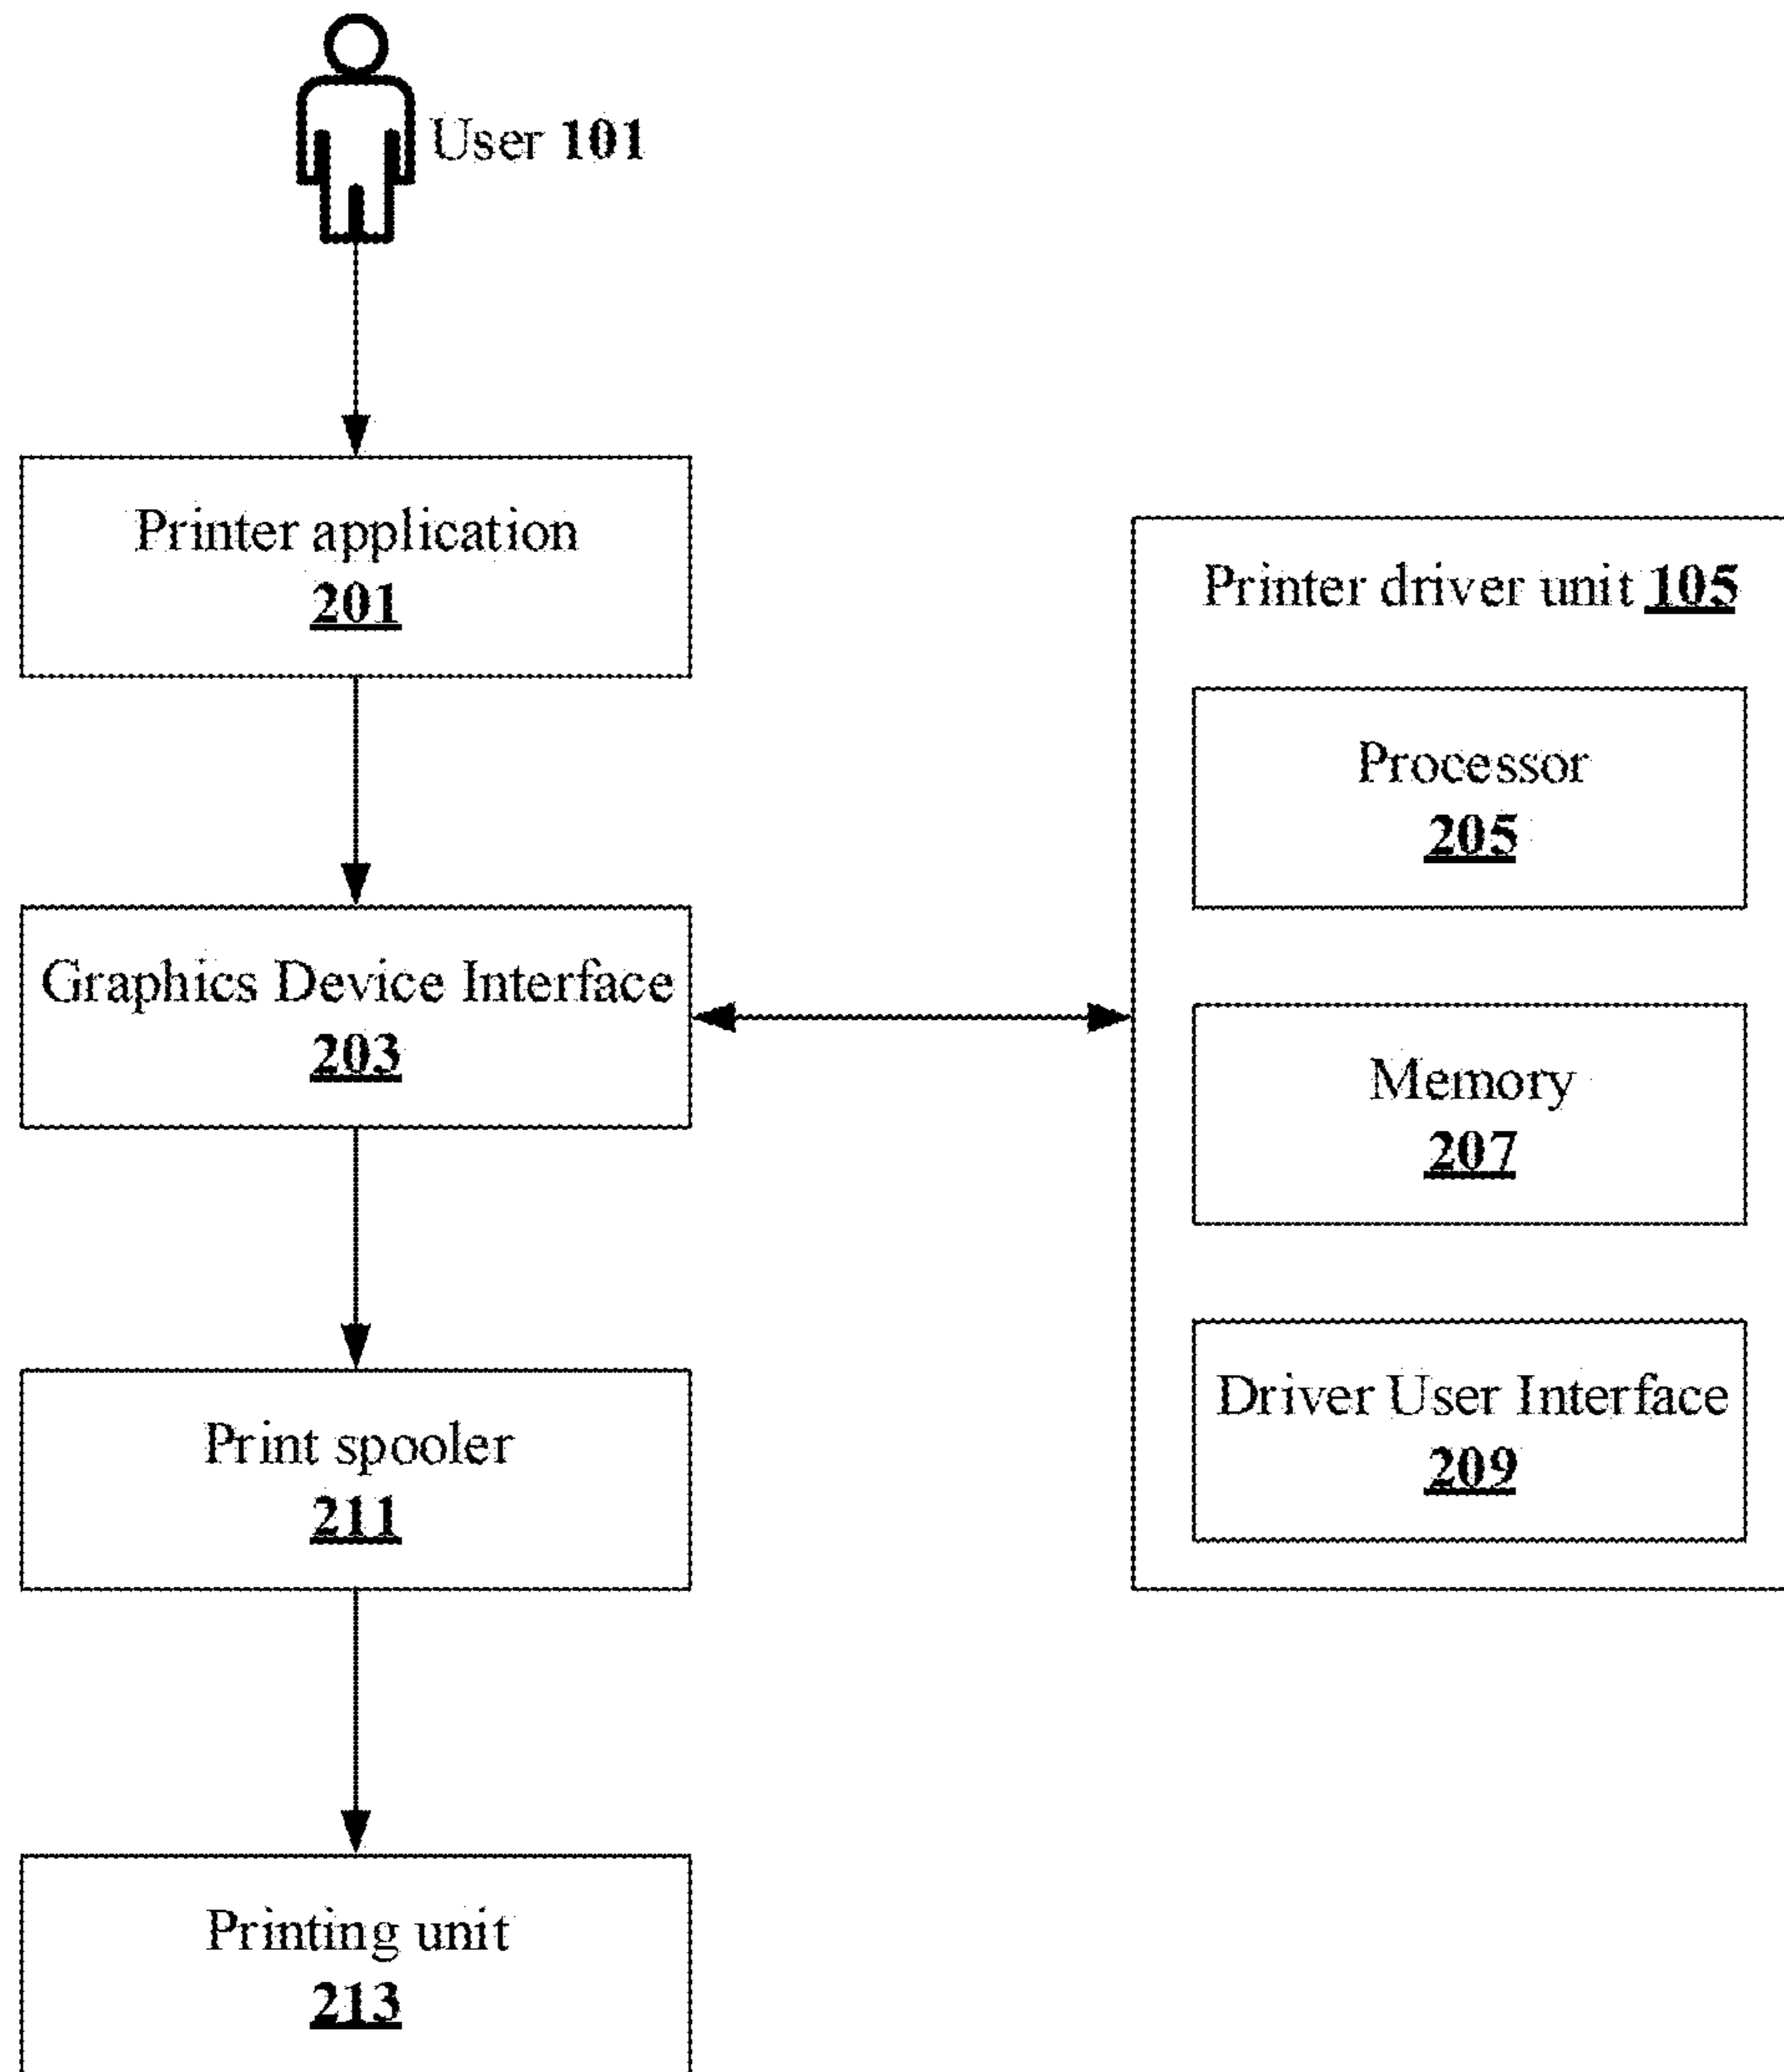 User 101
Printer application
201
Graphics Device Interface
203
Print spooler
211
Printing unit
213
Printer driver unit 105
Processor
205
Memory
207
Driver User Interface
209